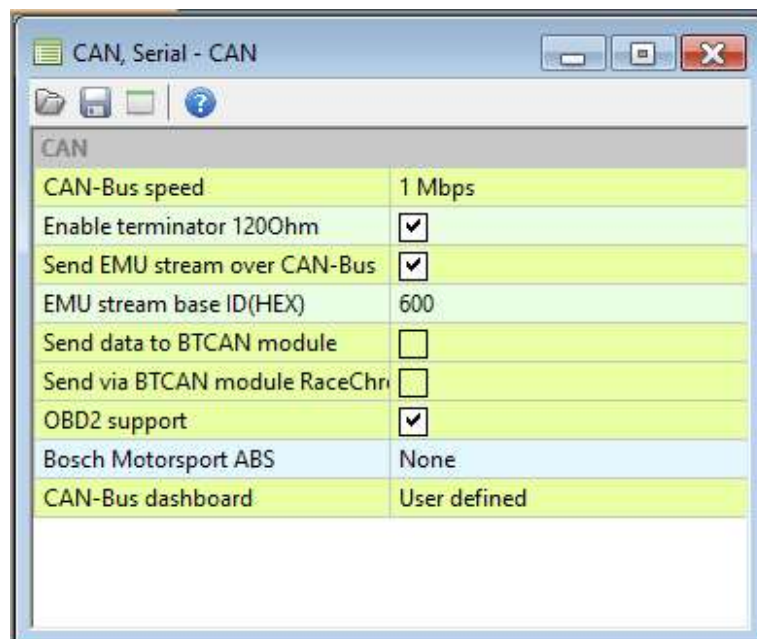 CAN, Serial - CAN
CAN
CAN-Bus speed 1 Mbps
Enable terminator 120Ohm
Send EMU stream over CAN-Bus
EMU stream base ID(HEX) 600
Send data to BTCAN module
Send via BTCAN module RaceChr
OBD2 support
Bosch Motorsport ABS None
CAN-Bus dashboard User defined